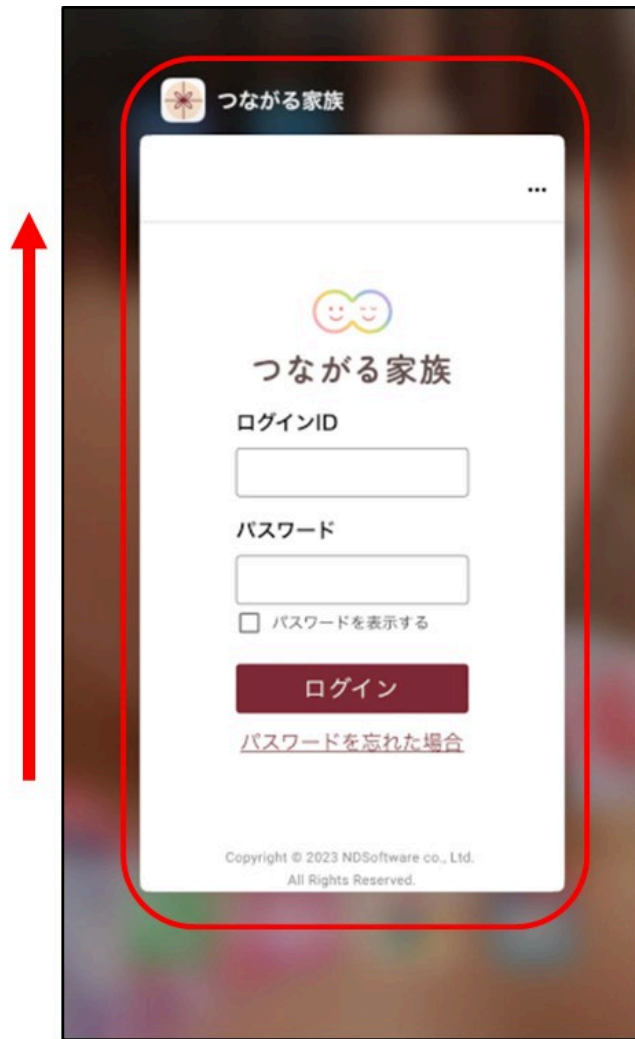 つながる家族
…
つながる家族
ログインID
パスワード
パスワードを表示する
ログイン
パスワードを忘れた場合
Copyright © 2023 NDSoftware co., Ltd.
All Rights Reserved.